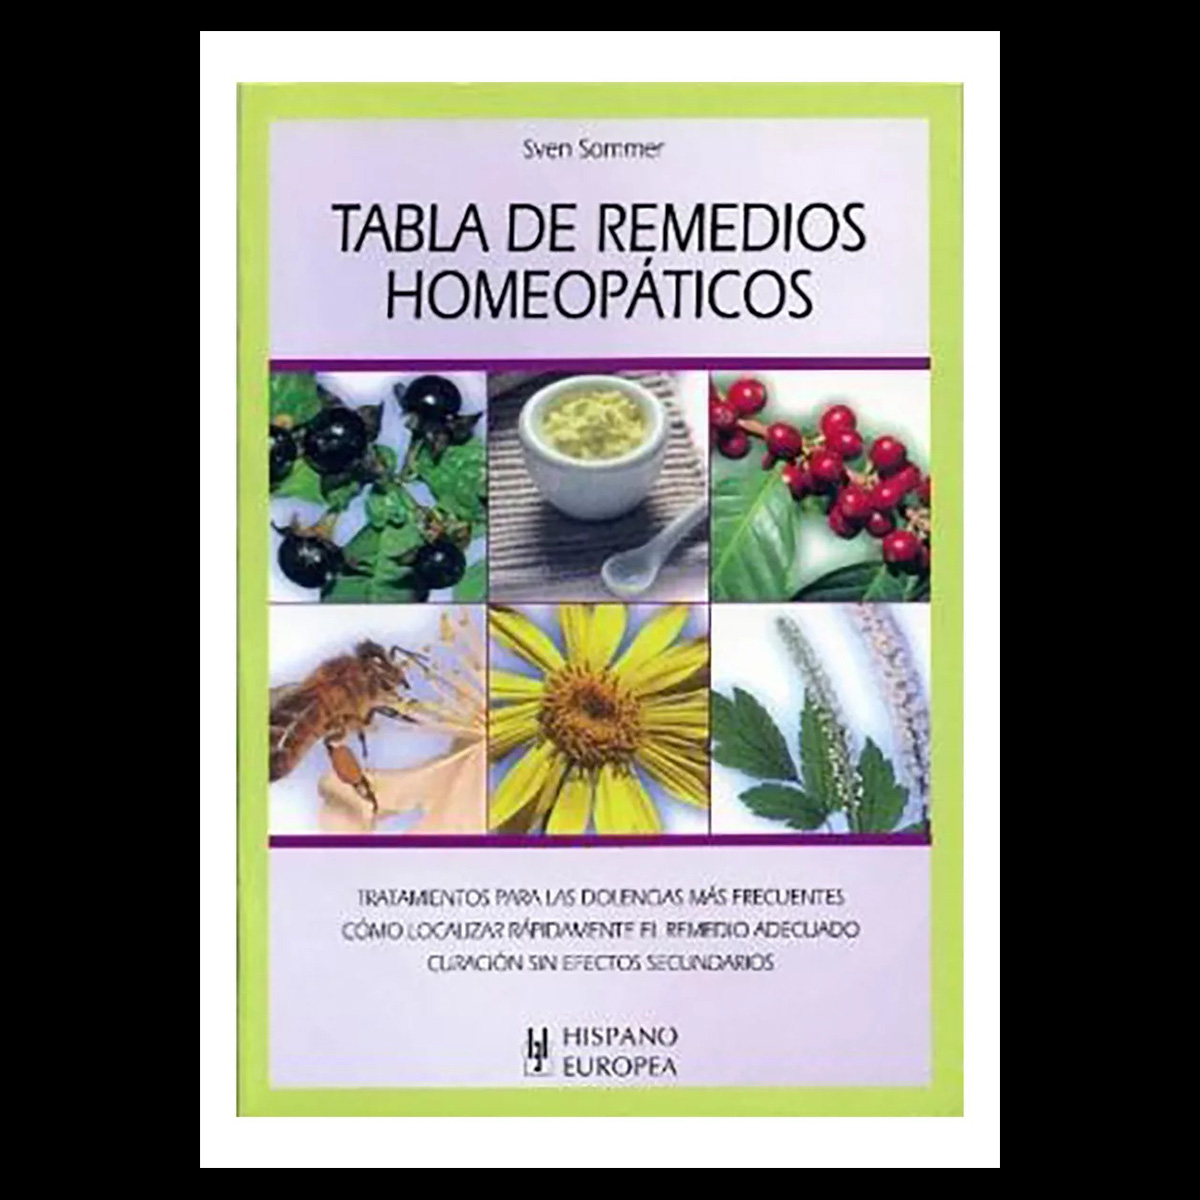 Sven Sommer
TABLA DE REMEDIOS
HOMEOPÁTICOS
TRATAMIENTOS PARA LAS DOLENCIAS MÁS FRECUENTES
CÓMO LOCALIZAR RÁPIDAMENTE EL REMEDIO ADECUADO
CURACIÓN SIN EFECTOS SECUNDARIOS
HISPANO
EUROPEA